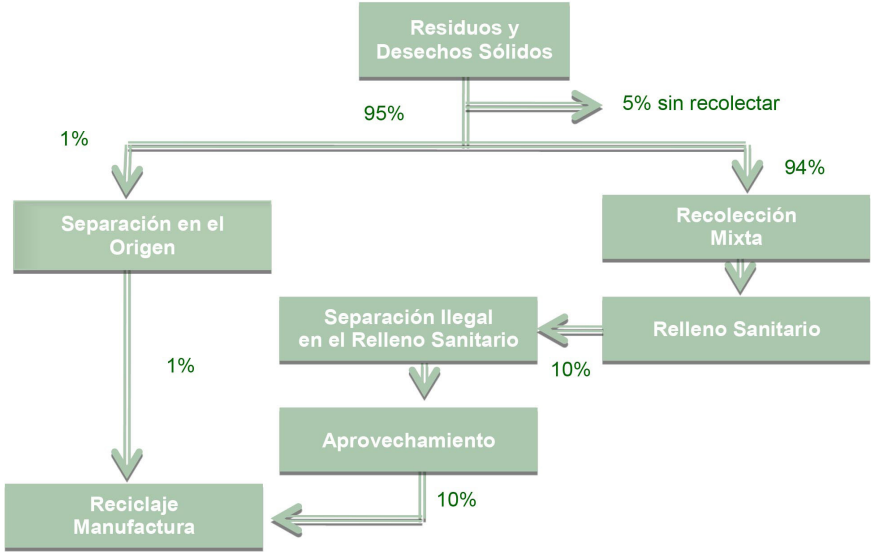 Residuos y
Desechos Sólidos
95%
5% sin recolectar
1%
94%
Separación en el
Origen
Recolección
Mixta
Separación Ilegal
en el Relleno Sanitario
Relleno Sanitario
10%
1%
Aprovechamiento
10%
Reciclaje
Manufactura